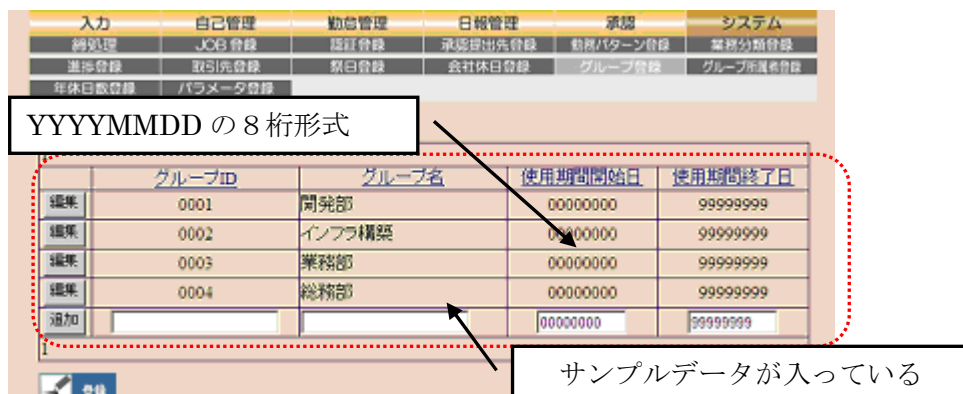 入力 自己管理 勤怠管理 日報管理 承認 システム
締処理 JOB登録 認証登録 承認提出先登録 勤務パターン登録 業務分類登録
進捗登録 取引先登録 祭日登録 会社休日登録 グループ登録 グループ所属者登録
年休日数登録 パラメータ登録
YYYYMMDD の８桁形式
1
グループID グループ名 使用期間開始日 使用期間終了日
編集 0001 開発部 00000000 99999999
編集 0002 インフラ構築 00000000 99999999
編集 0003 業務部 00000000 99999999
編集 0004 総務部 00000000 99999999
追加 00000000 99999999
1
サンプルデータが入っている
登録